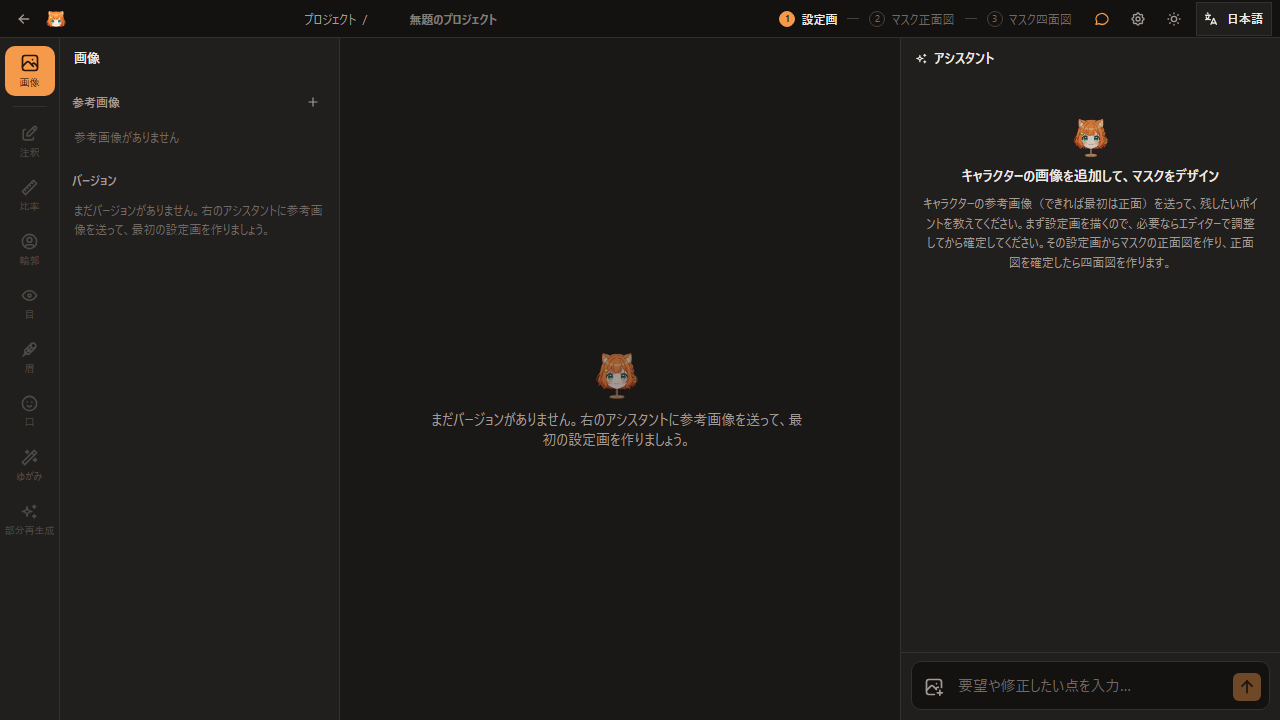 プロジェクト /
無題のプロジェクト
1 設定画
2 マスク正面図
3 マスク四面図
日本語
画像
注釈
比率
輪郭
目
眉
口
ゆがみ
部分再生成
画像
参考画像
参考画像がありません
バージョン
まだバージョンがありません。右のアシスタントに参考画
像を送って、最初の設定画を作りましょう。
まだバージョンがありません。右のアシスタントに参考画像を送って、最
初の設定画を作りましょう。
アシスタント
キャラクターの画像を追加して、マスクをデザイン
キャラクターの参考画像（できれば最初は正面）を送って、残したいポイ
ントを教えてください。まず設定画を描くので、必要ならエディターで調整
してから確定してください。その設定画からマスクの正面図を作り、正面
図を確定したら四面図を作ります。
要望や修正したい点を入力...